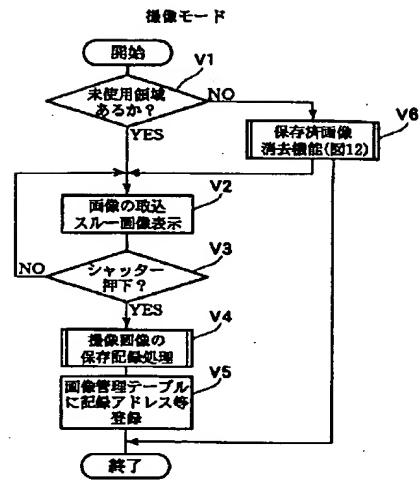 撮像モード
開始
V1
未使用領域
あるか？
NO
YES
V6
保存済画像
消去機能(図12)
V2
画像の取込
スルー画像表示
V3
シャッター
押下？
NO
YES
V4
撮像画像の
保存記録処理
V5
画像管理テーブル
に記録アドレス等
登録
終了